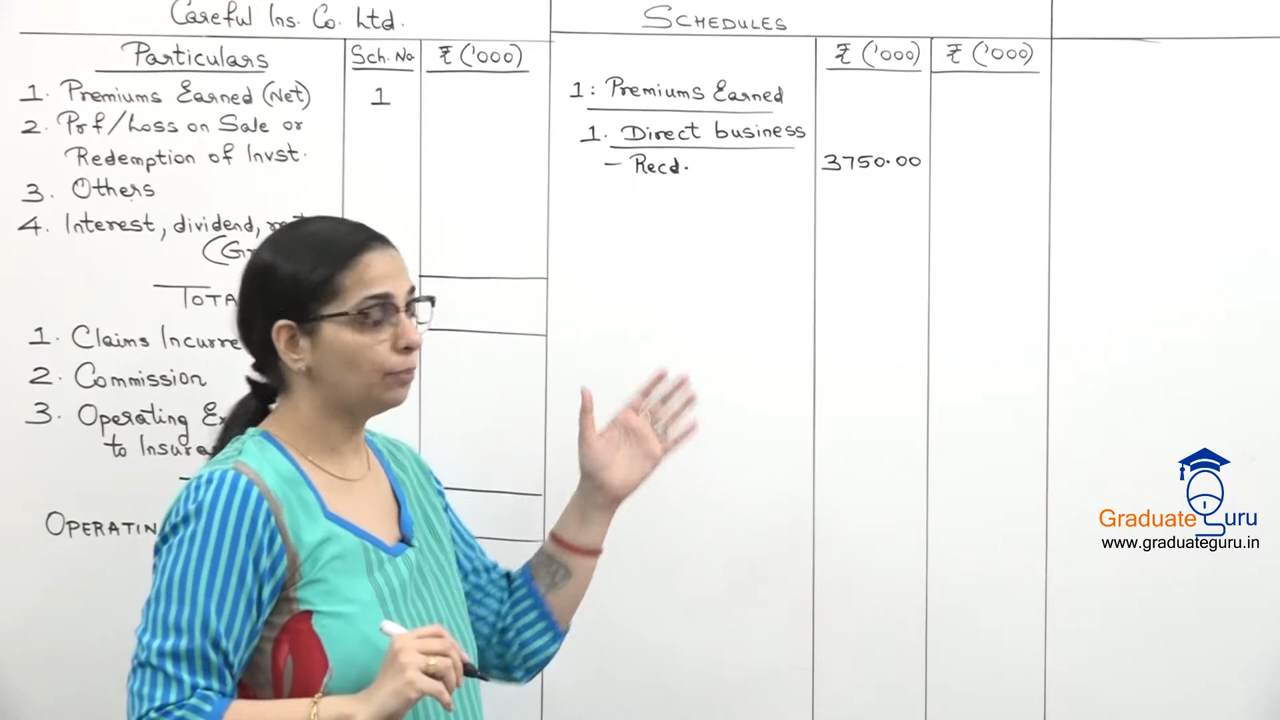 Careful Ins. Co. Ltd.
Particulars
Sch. No
₹ ('000)
1. Premiums Earned (Net)
1
2. Prf/Loss on Sale or
Redemption of Invst.
3. Others
4. Interest, dividend,
TOTA
1. Claims Incurre
2. Commission
3. Operating Ex
to Insura
OPERATIN
SCHEDULES
₹ ('000)
₹ ('000)
1: Premiums Earned
1. Direct business
- Recd.
3750.00
Graduate Guru
www.graduateguru.in